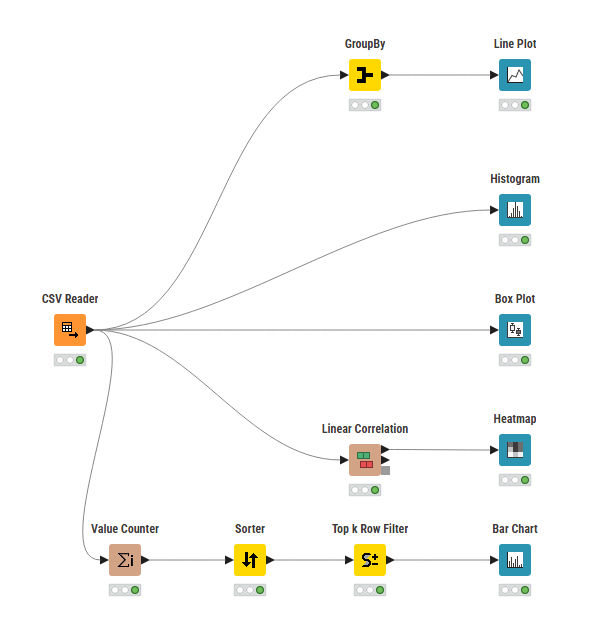 GroupBy
Line Plot
Histogram
CSV Reader
Box Plot
Linear Correlation
Heatmap
Value Counter
Sorter
Top k Row Filter
Bar Chart